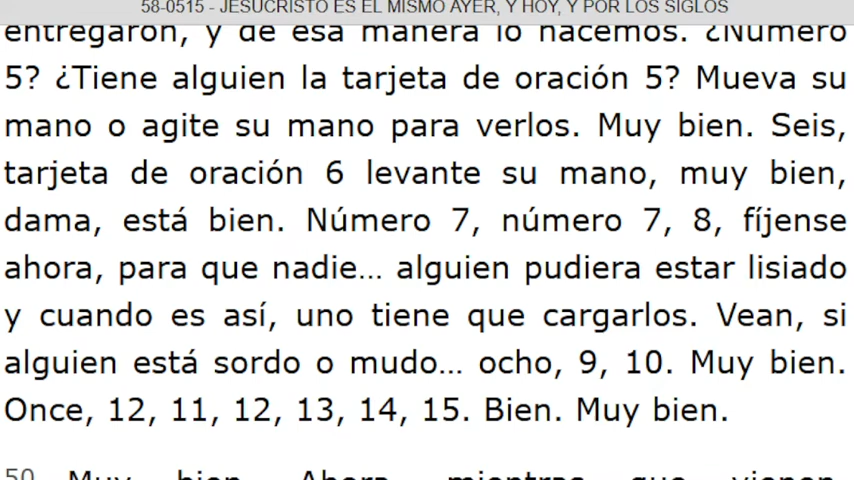 58-0515 - JESUCRISTO ES EL MISMO AYER, Y HOY, Y POR LOS SIGLOS
entregaron, y de esa manera lo hacemos. ¿Número
5? ¿Tiene alguien la tarjeta de oración 5? Mueva su
mano o agite su mano para verlos. Muy bien. Seis,
tarjeta de oración 6 levante su mano, muy bien,
dama, está bien. Número 7, número 7, 8, fíjense
ahora, para que nadie... alguien pudiera estar lisiado
y cuando es así, uno tiene que cargarlos. Vean, si
alguien está sordo o mudo... ocho, 9, 10. Muy bien.
Once, 12, 11, 12, 13, 14, 15. Bien. Muy bien.
50 Muy bien. Ahora, mientras que vienen,